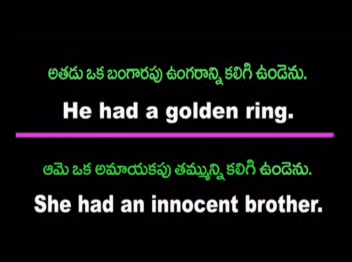 అతడు ఒక బంగారపు ఉంగరాన్ని కలిగి ఉండెను.
He had a golden ring.
ఆమె ఒక అమాయకపు తమ్మున్ని కలిగి ఉండెను.
She had an innocent brother.